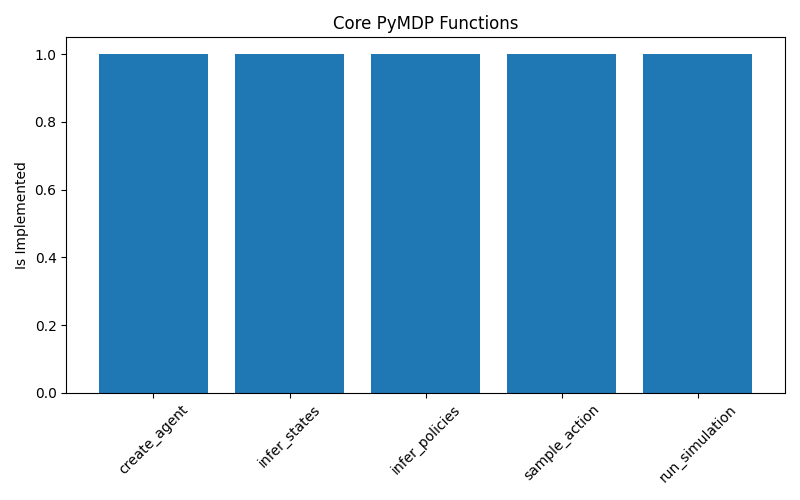 Core PyMDP Functions
Is Implemented
1.0
0.8
0.6
0.4
0.2
0.0
create_agent
infer_states
infer_policies
sample_action
run_simulation